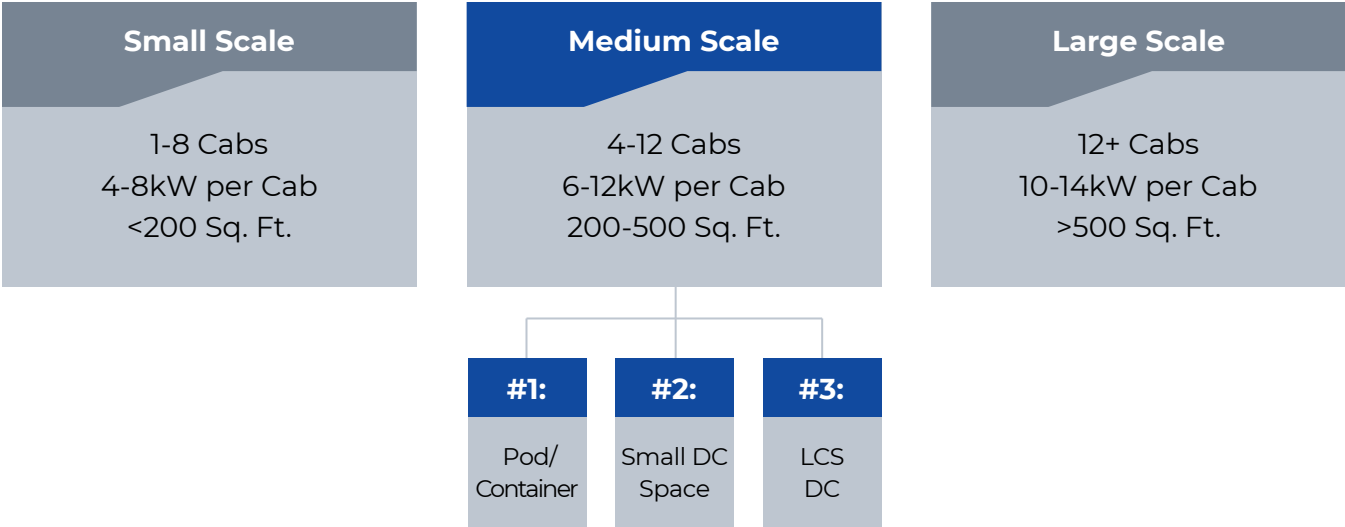 Small Scale
1-8 Cabs
4-8kW per Cab
<200 Sq. Ft.
Medium Scale
4-12 Cabs
6-12kW per Cab
200-500 Sq. Ft.
Large Scale
12+ Cabs
10-14kW per Cab
>500 Sq. Ft.
#1:
Pod/
Container
#2:
Small DC
Space
#3:
LCS
DC